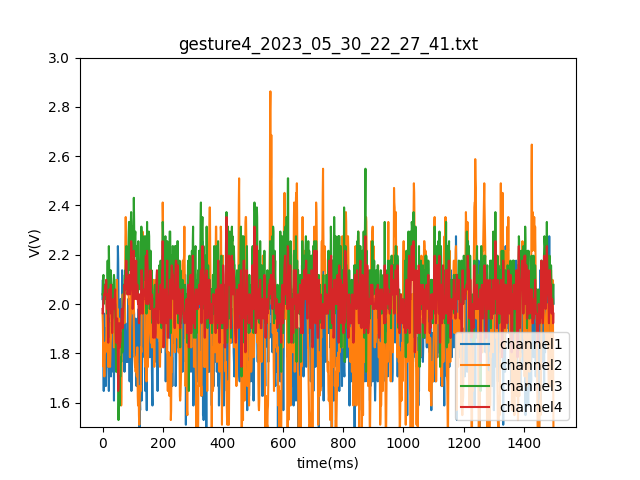 gesture4_2023_05_30_22_27_41.txt
3.0
2.8
2.6
2.4
2.2
2.0
1.8
1.6
V(V)
channel1
channel2
channel3
channel4
0 200 400 600 800 1000 1200 1400
time(ms)